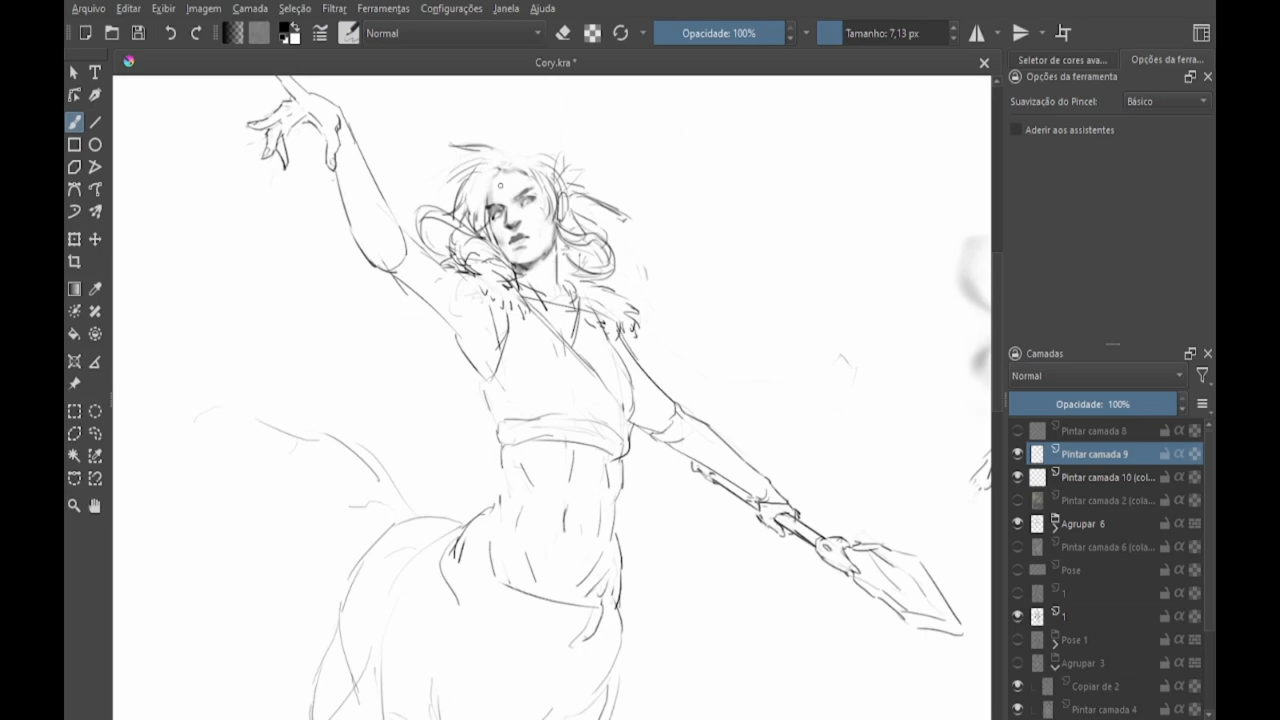 Arquivo Editar Exibir Imagem Camada Seleção Filtrar Ferramentas Configurações Janela Ajuda
Normal Opacidade: 100% Tamanho: 7,13 px
Cory.kra *
Seletor de cores ava... Opções da ferra...
Opções da ferramenta
Suavização do Pincel: Básico
Aderir aos assistentes
Camadas
Normal
Opacidade: 100%
Pintar camada 8
Pintar camada 9
Pintar camada 10 (col...
Pintar camada 2 (cola...
Agrupar 6
Pintar camada 6 (cola...
Pose
1
1
Pose 1
Agrupar 3
Copiar de 2
Pintar camada 4